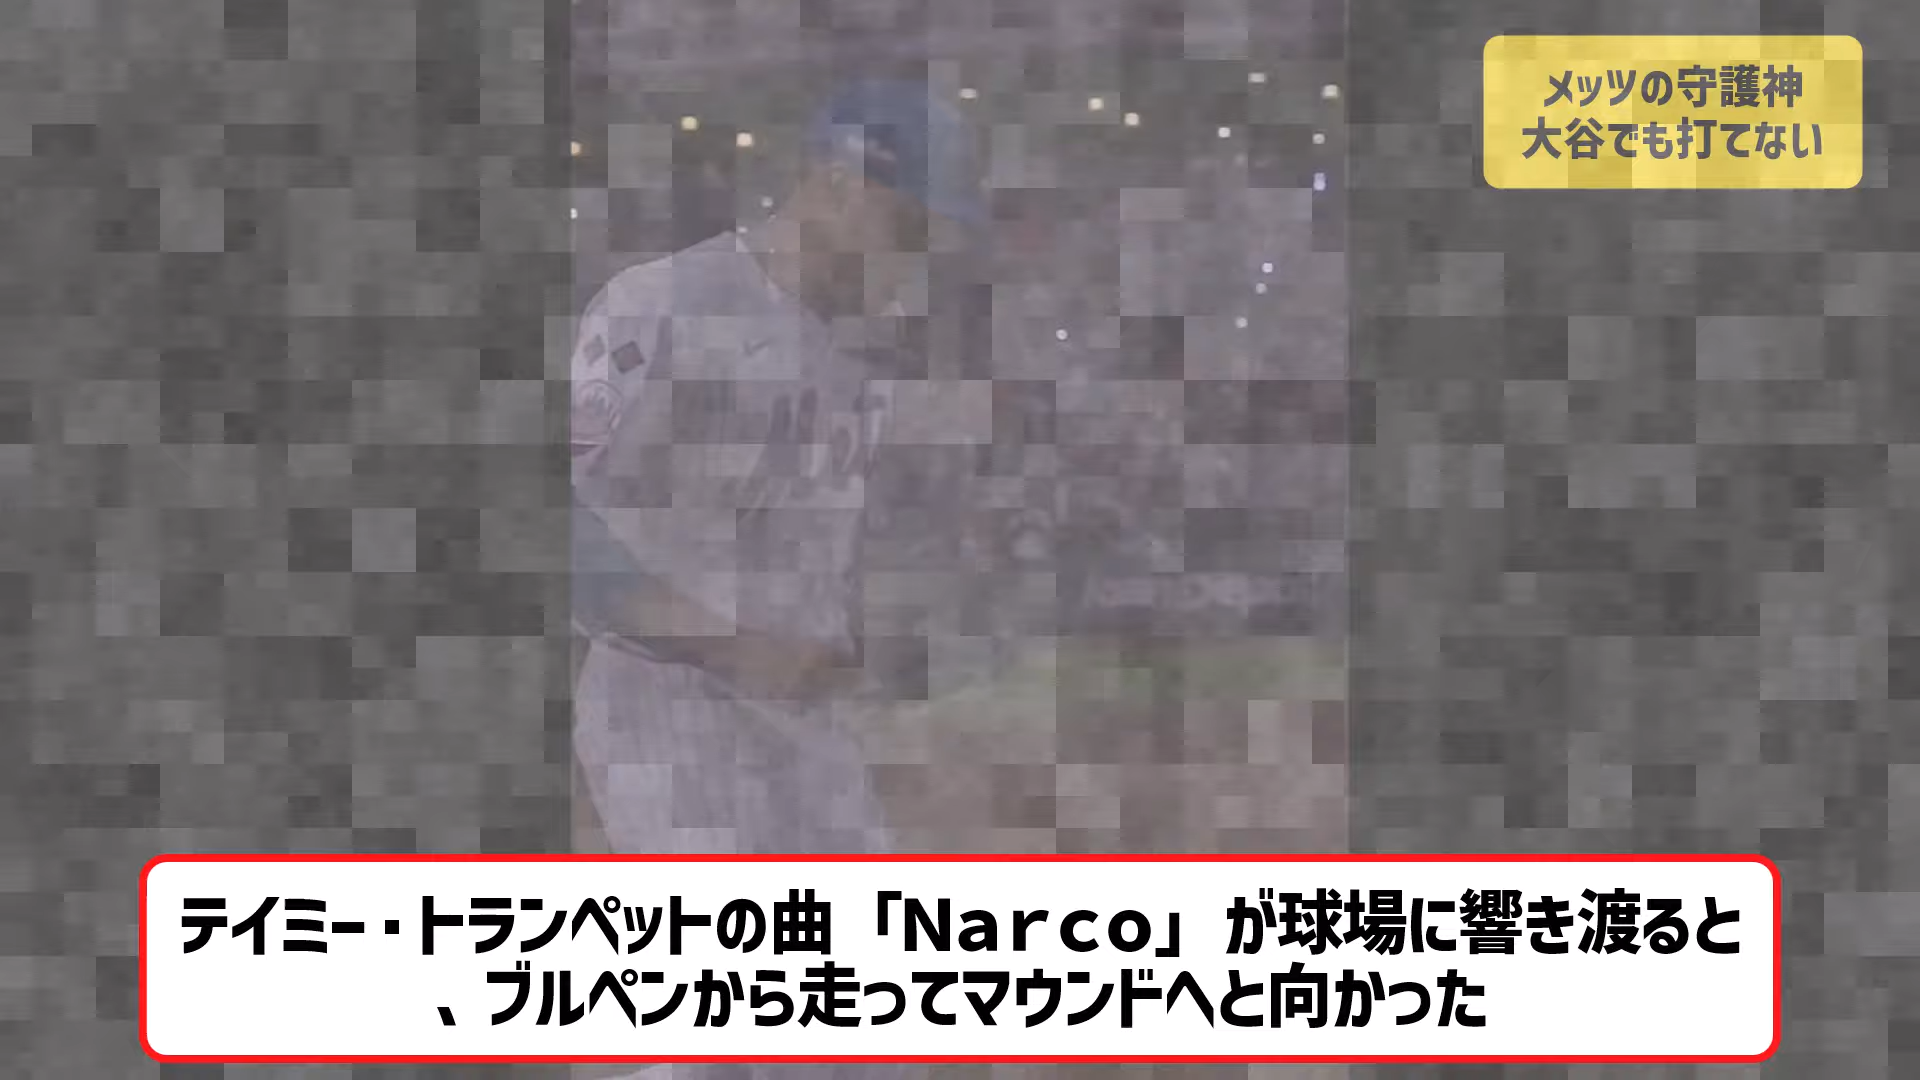 メッツの守護神
大谷でも打てない
テイミー・トランペットの曲「Narco」が球場に響き渡ると
、ブルペンから走ってマウンドへと向かった